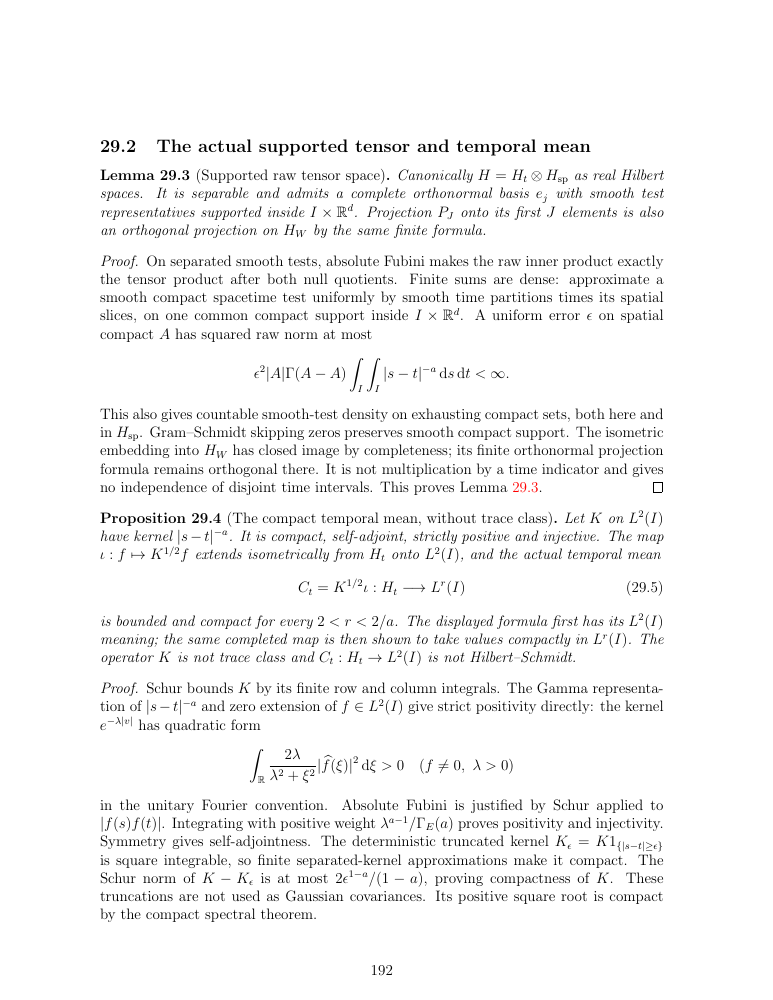 29.2 The actual supported tensor and temporal mean
Lemma 29.3 (Supported raw tensor space). Canonically H = H_t ⊗ H_sp as real Hilbert
spaces. It is separable and admits a complete orthonormal basis e_j with smooth test
representatives supported inside I × ℝ^d. Projection P_J onto its first J elements is also
an orthogonal projection on H_W by the same finite formula.
Proof. On separated smooth tests, absolute Fubini makes the raw inner product exactly
the tensor product after both null quotients. Finite sums are dense: approximate a
smooth compact spacetime test uniformly by smooth time partitions times its spatial
slices, on one common compact support inside I × ℝ^d. A uniform error ϵ on spatial
compact A has squared raw norm at most
ϵ²|A|Γ(A − A) ∫_I ∫_I |s − t|^{−a} ds dt < ∞.
This also gives countable smooth-test density on exhausting compact sets, both here and
in H_sp. Gram–Schmidt skipping zeros preserves smooth compact support. The isometric
embedding into H_W has closed image by completeness; its finite orthonormal projection
formula remains orthogonal there. It is not multiplication by a time indicator and gives
no independence of disjoint time intervals. This proves Lemma 29.3. □
Proposition 29.4 (The compact temporal mean, without trace class). Let K on L²(I)
have kernel |s − t|^{−a}. It is compact, self-adjoint, strictly positive and injective. The map
ι : f ↦ K^{1/2}f extends isometrically from H_t onto L²(I), and the actual temporal mean
C_t = K^{1/2}ι : H_t ⟶ L^r(I) (29.5)
is bounded and compact for every 2 < r < 2/a. The displayed formula first has its L²(I)
meaning; the same completed map is then shown to take values compactly in L^r(I). The
operator K is not trace class and C_t : H_t → L²(I) is not Hilbert–Schmidt.
Proof. Schur bounds K by its finite row and column integrals. The Gamma representa-
tion of |s − t|^{−a} and zero extension of f ∈ L²(I) give strict positivity directly: the kernel
e^{−λ|v|} has quadratic form
∫_ℝ 2λ/(λ² + ξ²) |f̂(ξ)|² dξ > 0 (f ≠ 0, λ > 0)
in the unitary Fourier convention. Absolute Fubini is justified by Schur applied to
|f(s)f(t)|. Integrating with positive weight λ^{a−1}/Γ_E(a) proves positivity and injectivity.
Symmetry gives self-adjointness. The deterministic truncated kernel K_ϵ = K1_{{|s−t|≥ϵ}}
is square integrable, so finite separated-kernel approximations make it compact. The
Schur norm of K − K_ϵ is at most 2ϵ^{1−a}/(1 − a), proving compactness of K. These
truncations are not used as Gaussian covariances. Its positive square root is compact
by the compact spectral theorem.
192